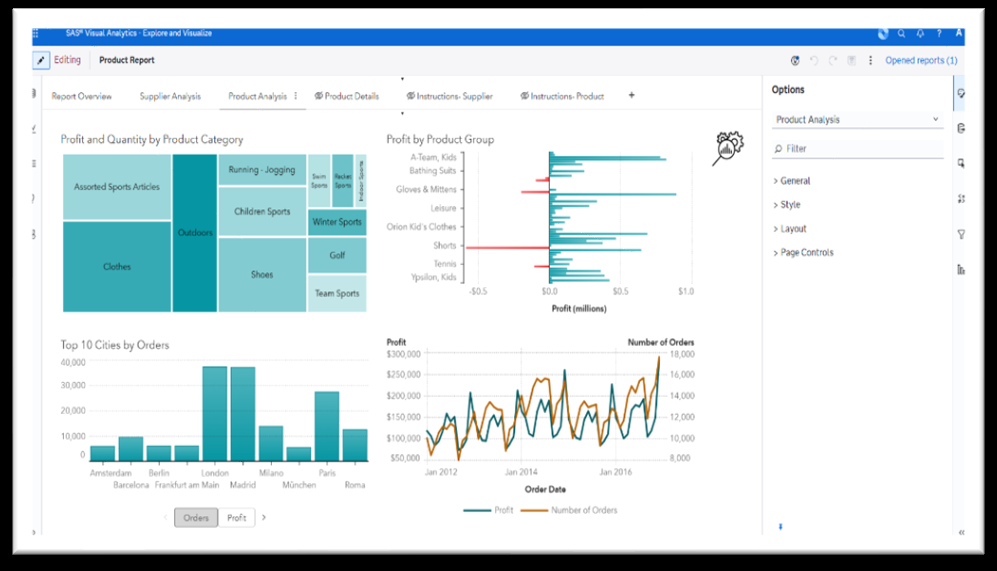 SAS® Visual Analytics - Explore and Visualize
A
Editing
Product Report
Opened reports (1)
Report Overview
Supplier Analysis
Product Analysis
Product Details
Instructions- Supplier
Instructions- Product
+
Options
Product Analysis
Filter
> General
> Style
> Layout
> Page Controls
Profit and Quantity by Product Category
Assorted Sports Articles
Clothes
Outdoors
Running - Jogging
Children Sports
Shoes
Swim Sports
Racket Sports
Indoor Sports
Winter Sports
Golf
Team Sports
Profit by Product Group
A-Team, Kids
Bathing Suits
Gloves & Mittens
Leisure
Orion Kid's Clothes
Shorts
Tennis
Ypsilon, Kids
-$0.5 $0.0 $0.5 $1.0
Profit (millions)
Top 10 Cities by Orders
40,000
30,000
20,000
10,000
0
Amsterdam Berlin London Milano Paris
Barcelona Frankfurt am Main Madrid München Roma
Orders
Profit
Profit Number of Orders
$300,000 18,000
$250,000 16,000
$200,000 14,000
$150,000 12,000
$100,000 10,000
$50,000 8,000
Jan 2012 Jan 2014 Jan 2016
Order Date
Profit Number of Orders